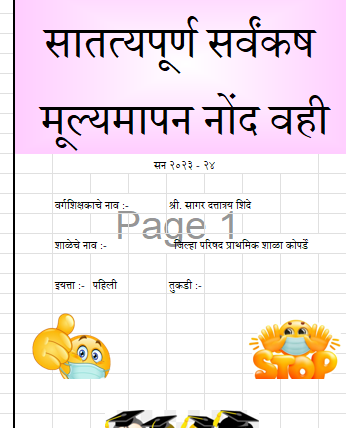 सातत्यपूर्ण सर्वंकष
मूल्यमापन नोंद वही
सन २०२३ - २४
वर्गशिक्षकाचे नाव :- श्री. सागर दत्तात्रय शिंदे
Page 1
शाळेचे नाव :- जिल्हा परिषद प्राथमिक शाळा कोपर्डे
इयत्ता :- पहिली तुकडी :-
STOP